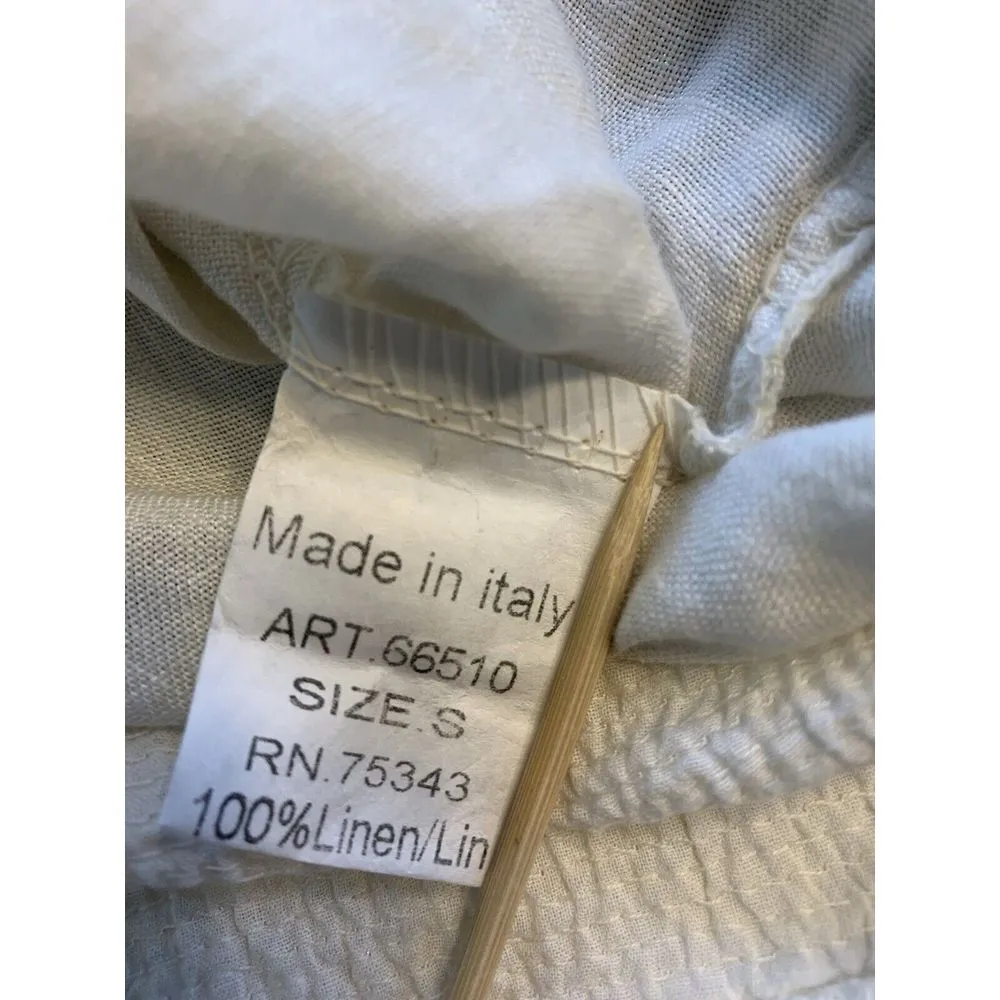 Made in italy
ART.66510
SIZE.S
RN.75343
100%Linen/Lin